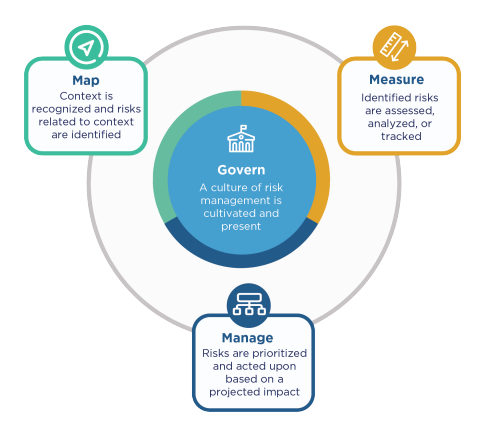 Map
Context is
recognized and risks
related to context
are identified
Measure
Identified risks
are assessed,
analyzed, or
tracked
Govern
A culture of risk
management is
cultivated and
present
Manage
Risks are prioritized
and acted upon
based on a
projected impact